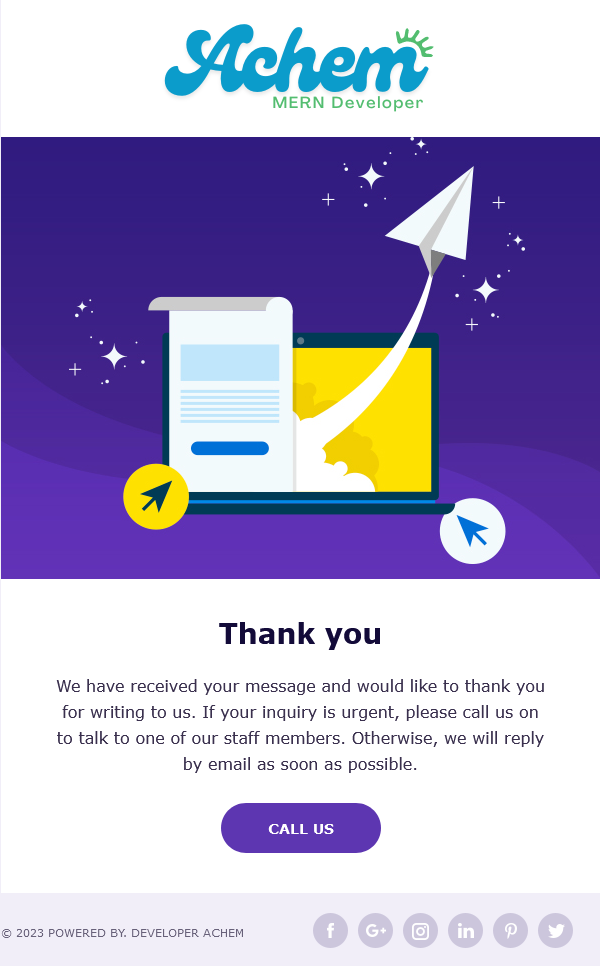 Achem
MERN Developer
Thank you
We have received your message and would like to thank you
for writing to us. If your inquiry is urgent, please call us on
to talk to one of our staff members. Otherwise, we will reply
by email as soon as possible.
CALL US
© 2023 POWERED BY. DEVELOPER ACHEM